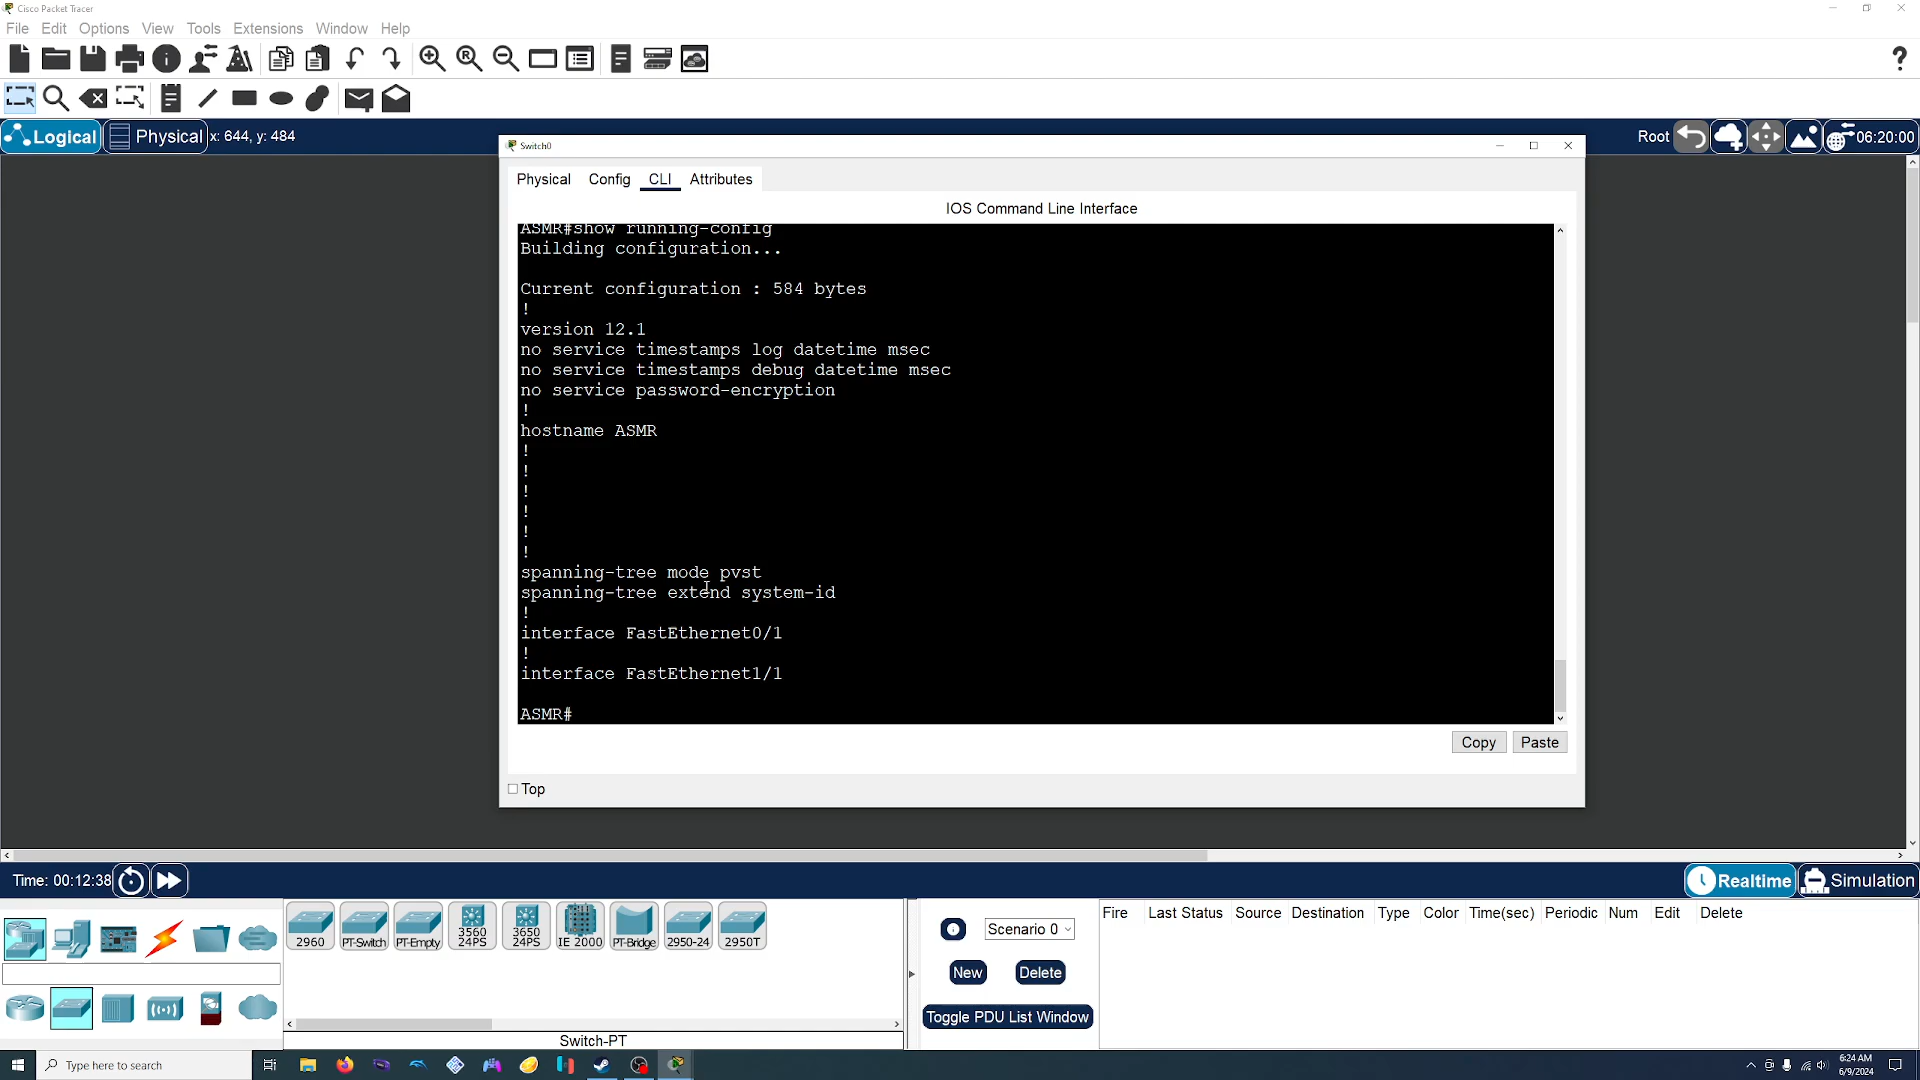 Cisco Packet Tracer
File Edit Options View Tools Extensions Window Help
Logical Physical x: 644, y: 484
Root 06:20:00
Switch0
Physical Config CLI Attributes
IOS Command Line Interface
ASMR#show running-config
Building configuration...
Current configuration : 584 bytes
!
version 12.1
no service timestamps log datetime msec
no service timestamps debug datetime msec
no service password-encryption
!
hostname ASMR
!
!
!
!
!
!
spanning-tree mode pvst
spanning-tree extend system-id
!
interface FastEthernet0/1
!
interface FastEthernet1/1
ASMR#
Copy Paste
Top
Time: 00:12:38
Realtime Simulation
2960 PT-Switch PT-Empty 3560 24PS 3650 24PS IE 2000 PT-Bridge 2950-24 2950T
Switch-PT
Scenario 0
New Delete
Toggle PDU List Window
Fire Last Status Source Destination Type Color Time(sec) Periodic Num Edit Delete
Type here to search
6:24 AM
6/9/2024